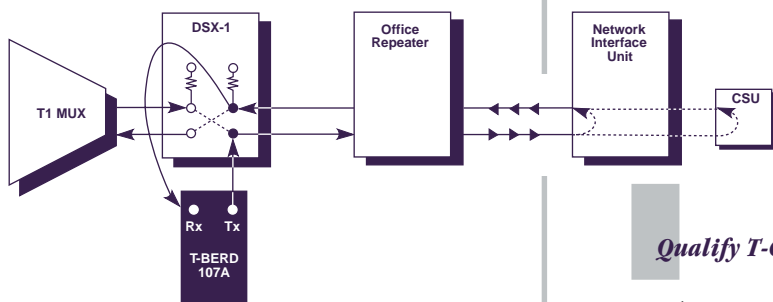 DSX-1
Office
Repeater
Network
Interface
Unit
T1 MUX
CSU
Rx Tx
T-BERD
107A
Qualify T-